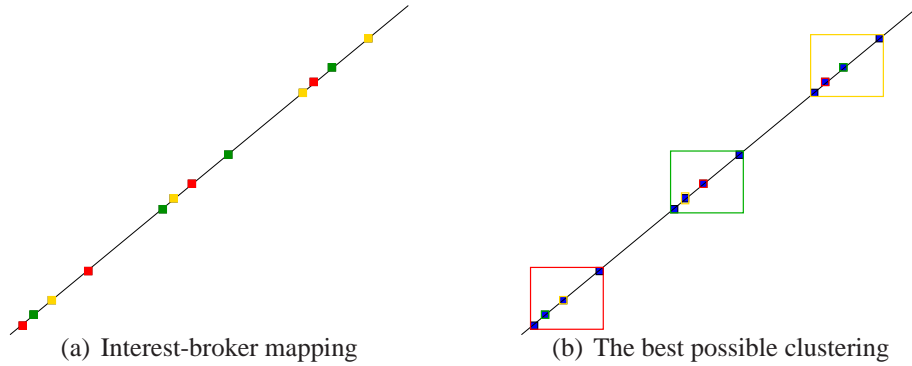 (a) Interest-broker mapping
(b) The best possible clustering